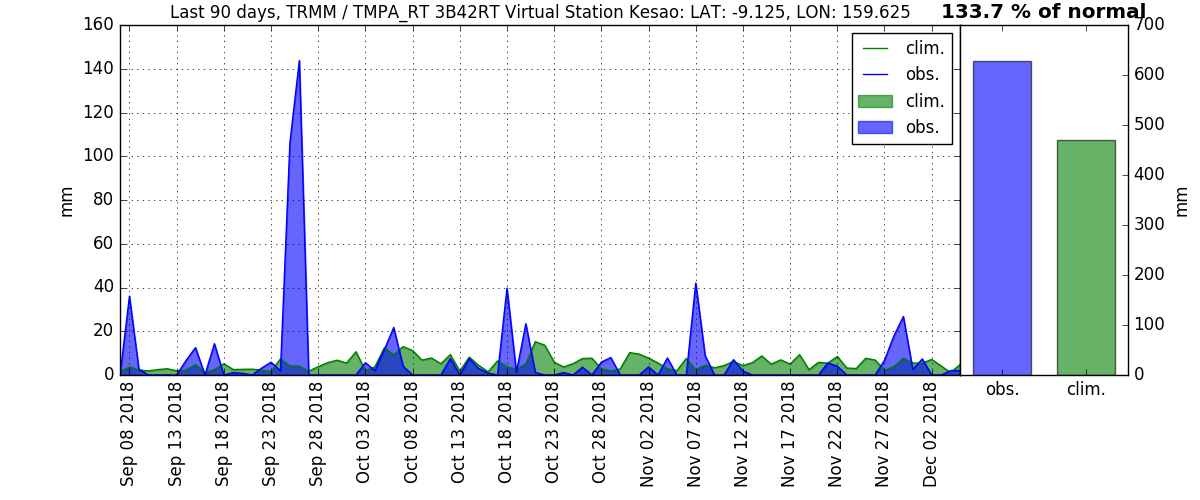 Last 90 days, TRMM / TMPA_RT 3B42RT Virtual Station Kesao: LAT: -9.125, LON: 159.625
133.7 % of normal
160
140
120
100
80
60
40
20
0
mm
clim.
obs.
clim.
obs.
Sep 08 2018
Sep 13 2018
Sep 18 2018
Sep 23 2018
Sep 28 2018
Oct 03 2018
Oct 08 2018
Oct 13 2018
Oct 18 2018
Oct 23 2018
Oct 28 2018
Nov 02 2018
Nov 07 2018
Nov 12 2018
Nov 17 2018
Nov 22 2018
Nov 27 2018
Dec 02 2018
700
600
500
400
300
200
100
0
mm
obs.
clim.